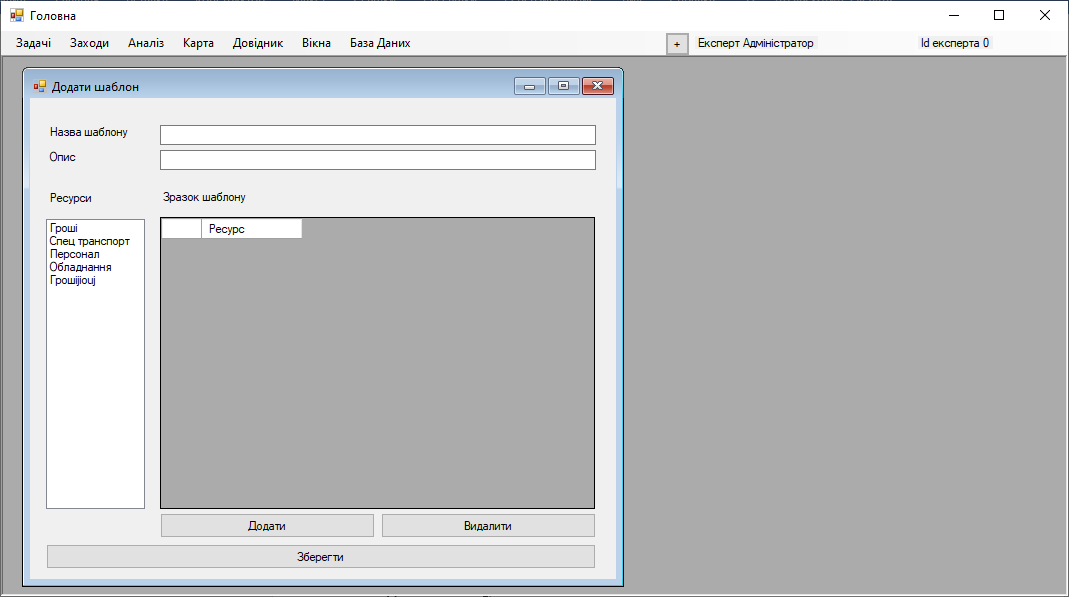 Головна
Задачі Заходи Аналіз Карта Довідник Вікна База Даних + Експерт Адміністратор Id експерта 0
Додати шаблон
Назва шаблону
Опис
Ресурси Зразок шаблону
Гроші
Спец транспорт
Персонал
Обладнання
Грошіjiouj
Ресурс
Додати Видалити
Зберегти